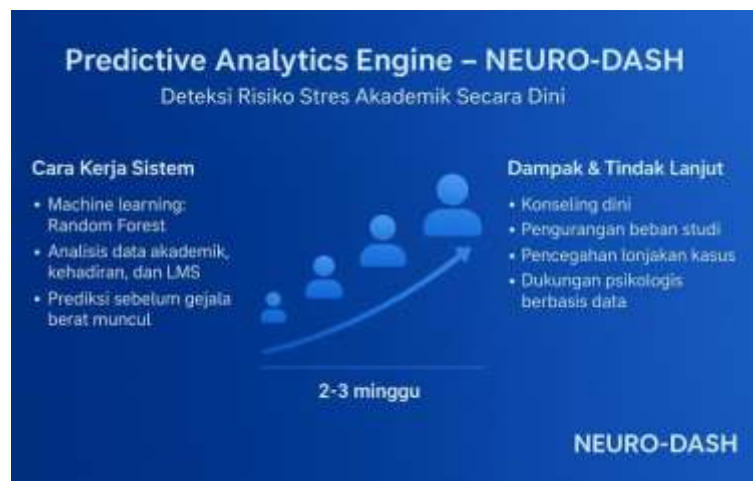 Predictive Analytics Engine – NEURO-DASH
Deteksi Risiko Stres Akademik Secara Dini
Cara Kerja Sistem
• Machine learning:
Random Forest
• Analisis data akademik,
kehadiran, dan LMS
• Prediksi sebelum gejala
berat muncul
2-3 minggu
Dampak & Tindak Lanjut
• Konseling dini
• Pengurangan beban studi
• Pencegahan lonjakan kasus
• Dukungan psikologis
berbasis data
NEURO-DASH